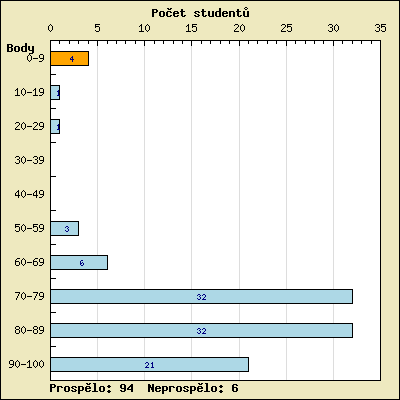 Počet studentů
0 5 10 15 20 25 30 35
Body
0-9 4
10-19 1
20-29 1
30-39
40-49
50-59 3
60-69 6
70-79 32
80-89 32
90-100 21
Prospělo: 94 Neprospělo: 6